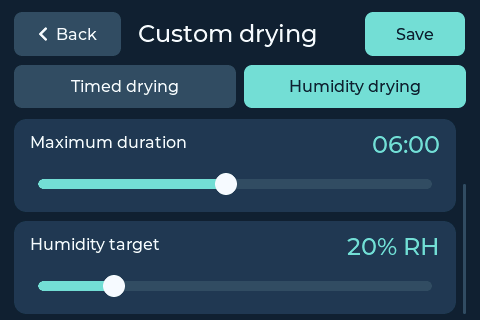 Back
Custom drying
Save
Timed drying
Humidity drying
Maximum duration
06:00
Humidity target
20% RH